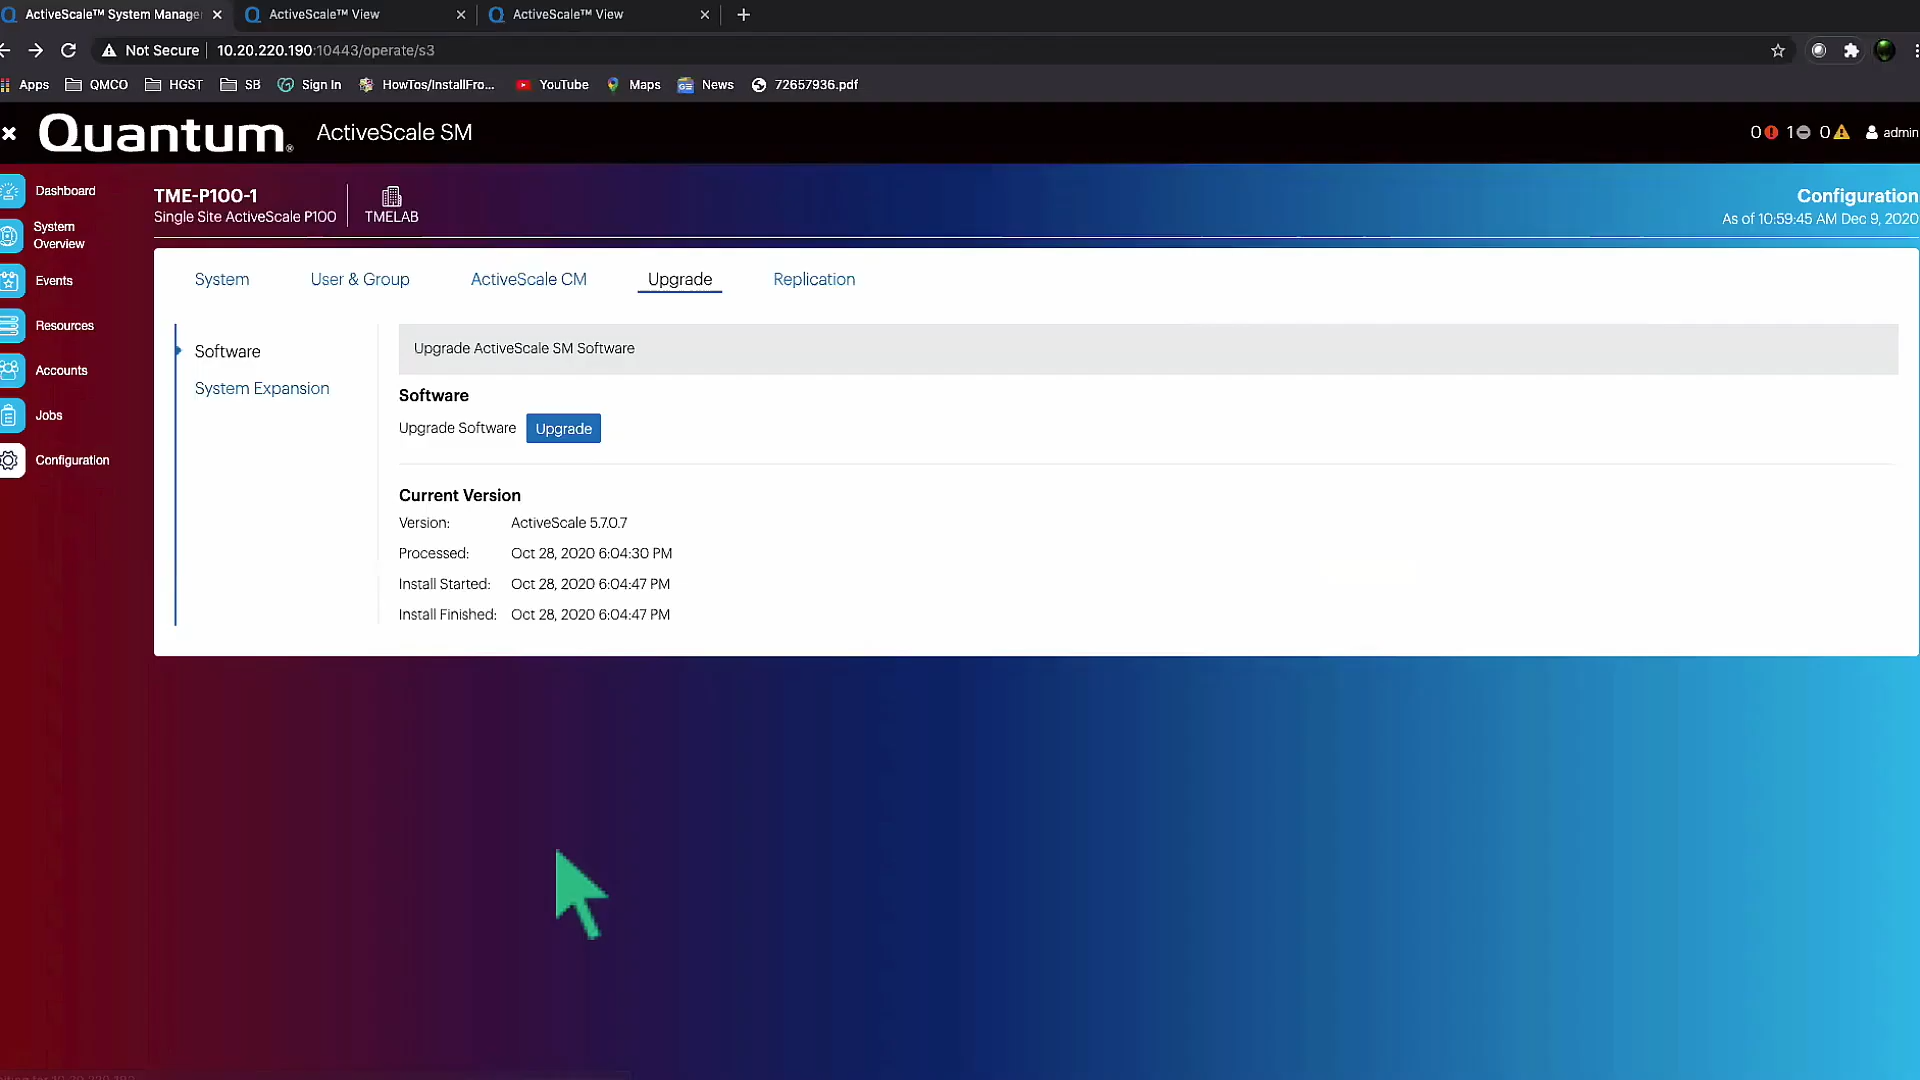 ActiveScale™ System Manage
ActiveScale™ View
ActiveScale™ View
Not Secure
10.20.220.190:10443/operate/s3
Apps QMCO HGST SB Sign In HowTos/InstallFro... YouTube Maps News 72657936.pdf
Quantum® ActiveScale SM
0 1 0 admin
Dashboard
System
Overview
Events
Resources
Accounts
Jobs
Configuration
TME-P100-1
Single Site ActiveScale P100
TMELAB
Configuration
As of 10:59:45 AM Dec 9, 2020
System User & Group ActiveScale CM Upgrade Replication
Software
System Expansion
Upgrade ActiveScale SM Software
Software
Upgrade Software Upgrade
Current Version
Version: ActiveScale 5.7.0.7
Processed: Oct 28, 2020 6:04:30 PM
Install Started: Oct 28, 2020 6:04:47 PM
Install Finished: Oct 28, 2020 6:04:47 PM